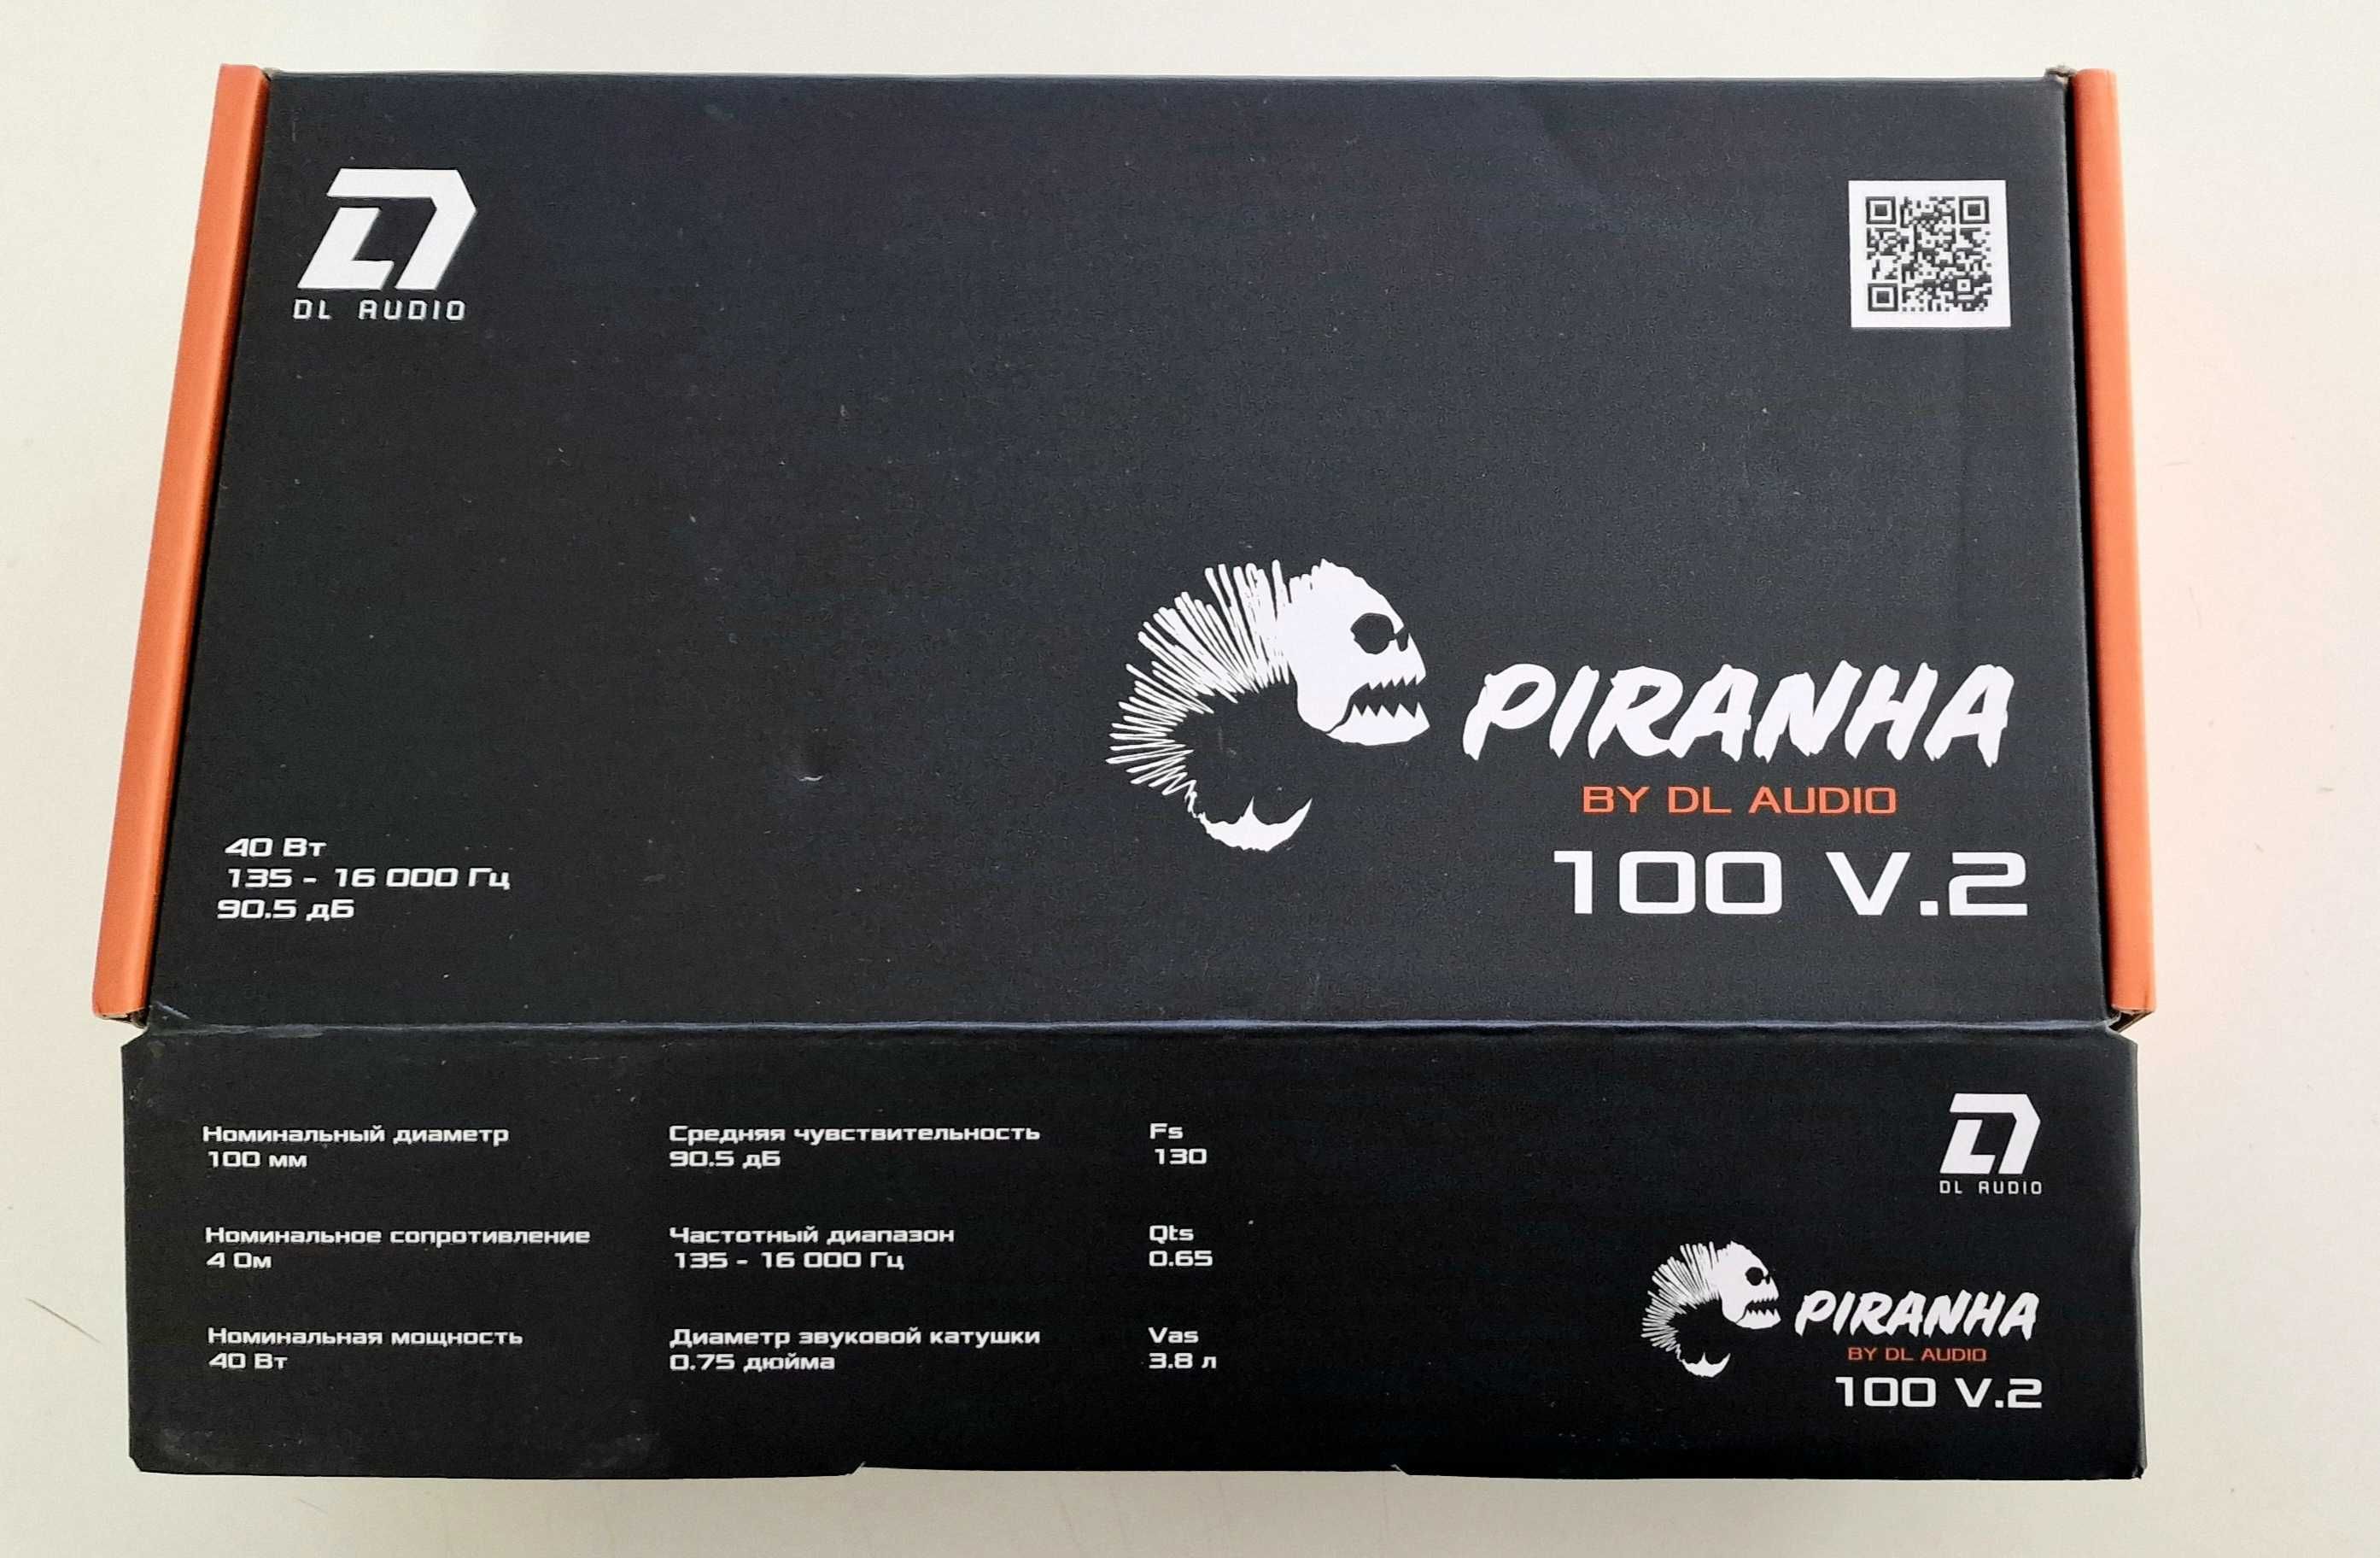 DL AUDIO
PIRANHA
BY DL AUDIO
100 V.2
40 Вт
135 - 16 000 Гц
90.5 дБ
Номинальный диаметр
100 мм
Номинальное сопротивление
4 Ом
Номинальная мощность
40 Вт
Средняя чувствительность
90.5 дБ
Частотный диапазон
135 - 16 000 Гц
Диаметр звуковой катушки
0.75 дюйма
Fs
130
Qts
0.65
Vas
3.8 л
DL AUDIO
PIRANHA
BY DL AUDIO
100 V.2